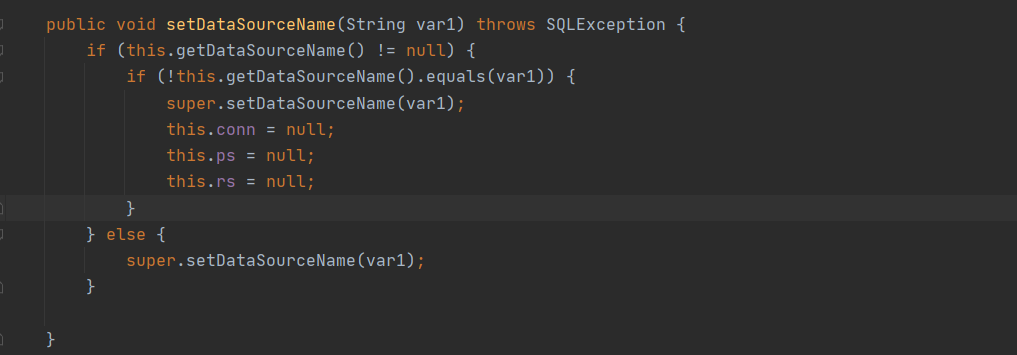 public void setDataSourceName(String var1) throws SQLException {
if (this.getDataSourceName() != null) {
if (!this.getDataSourceName().equals(var1)) {
super.setDataSourceName(var1);
this.conn = null;
this.ps = null;
this.rs = null;
}
} else {
super.setDataSourceName(var1);
}
}